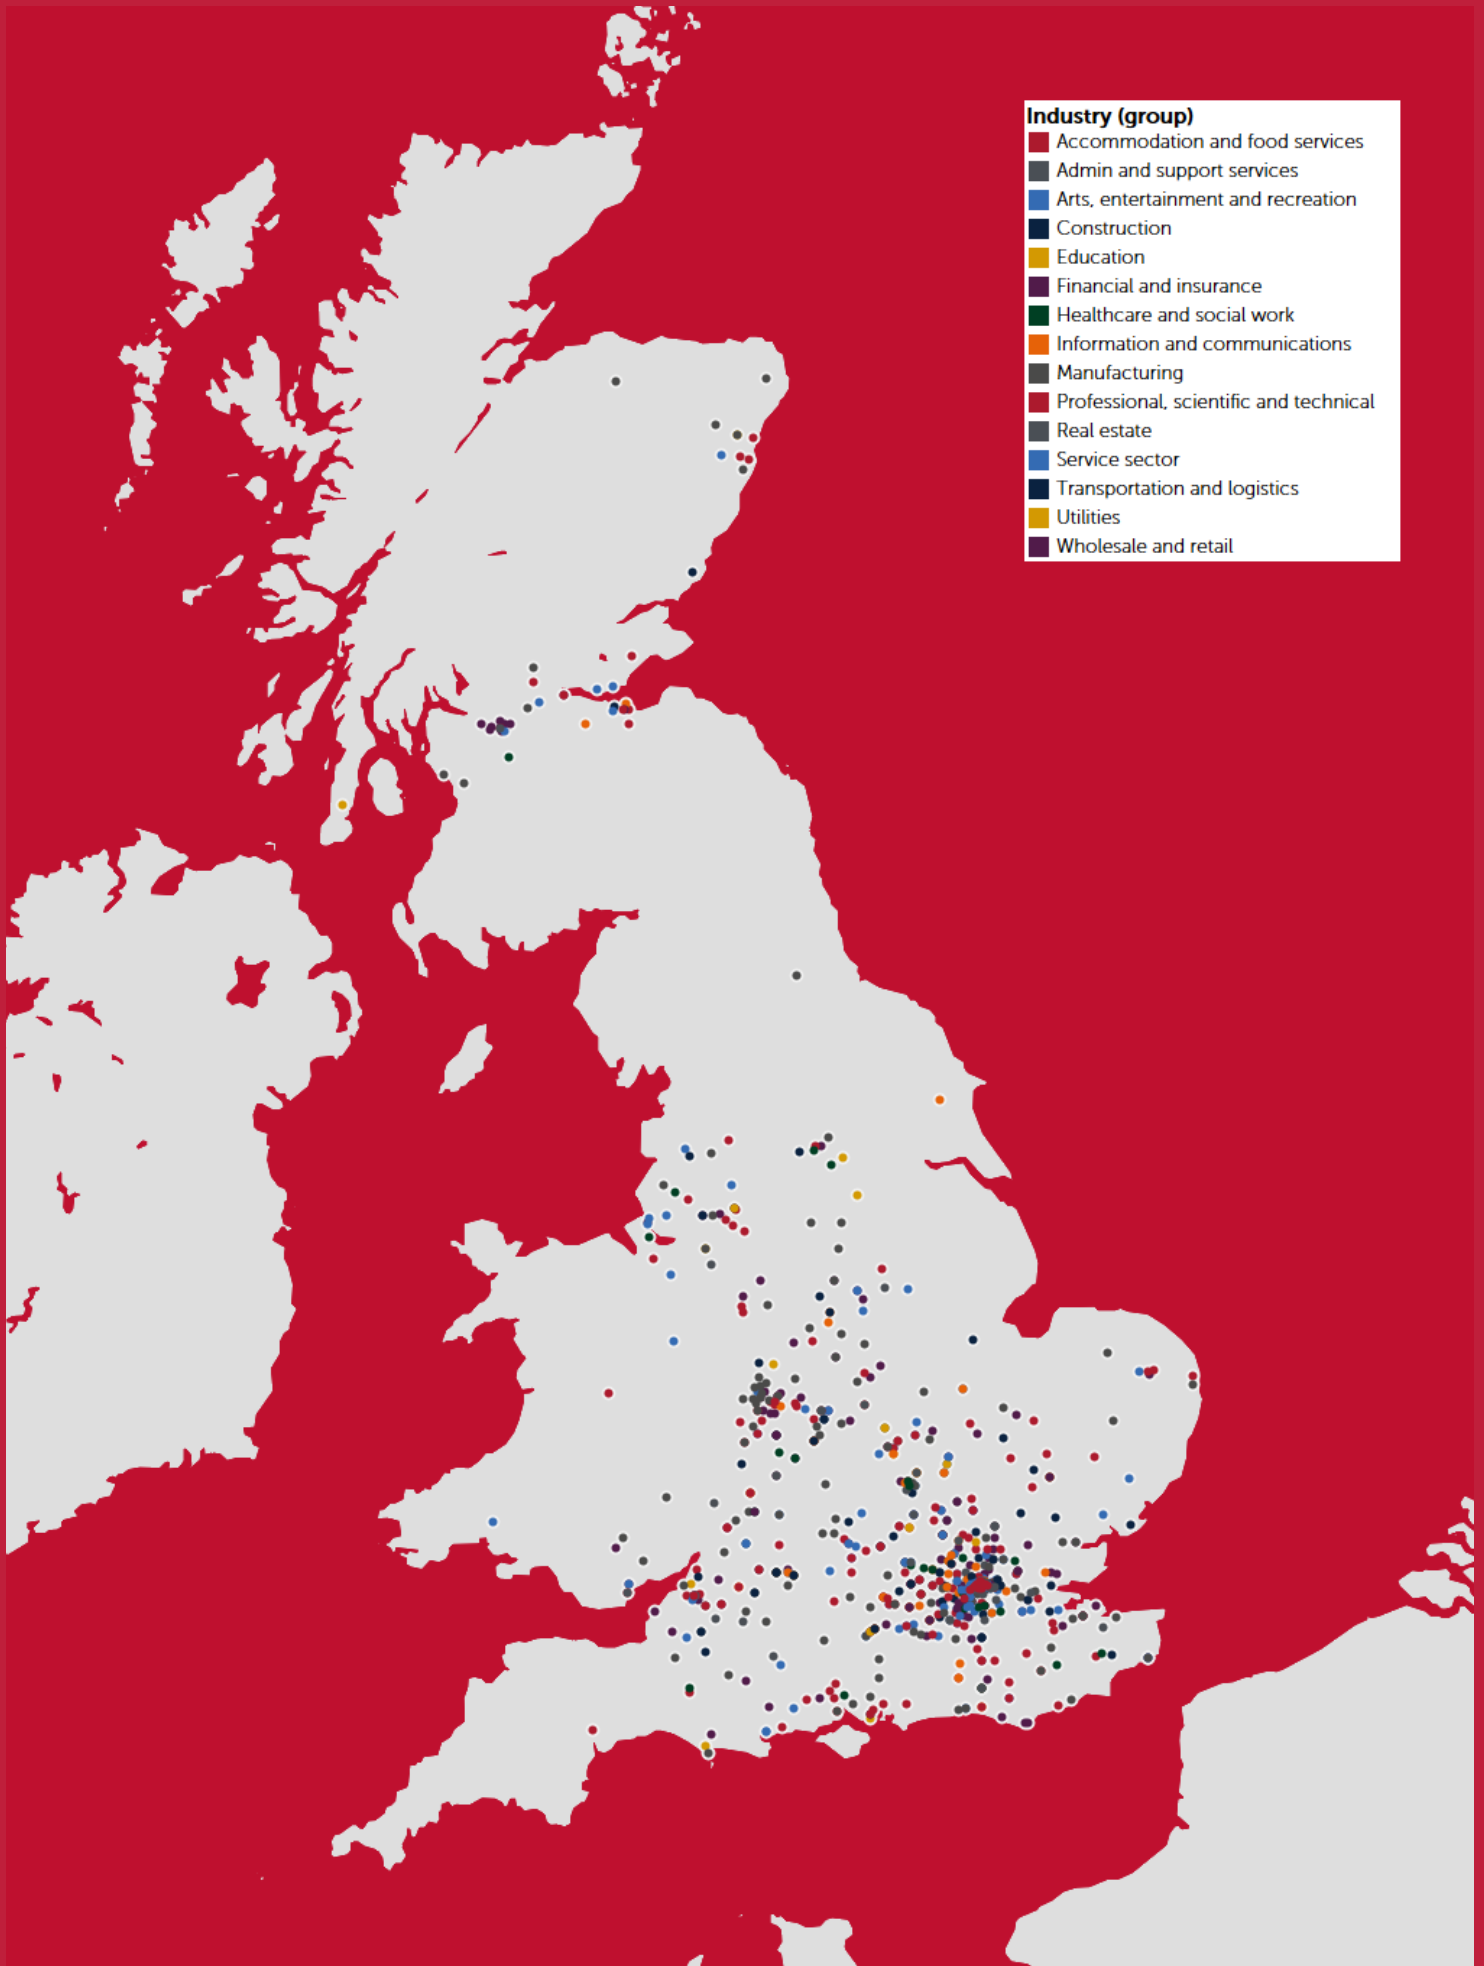 Industry (group)
Accommodation and food services
Admin and support services
Arts, entertainment and recreation
Construction
Education
Financial and insurance
Healthcare and social work
Information and communications
Manufacturing
Professional, scientific and technical
Real estate
Service sector
Transportation and logistics
Utilities
Wholesale and retail